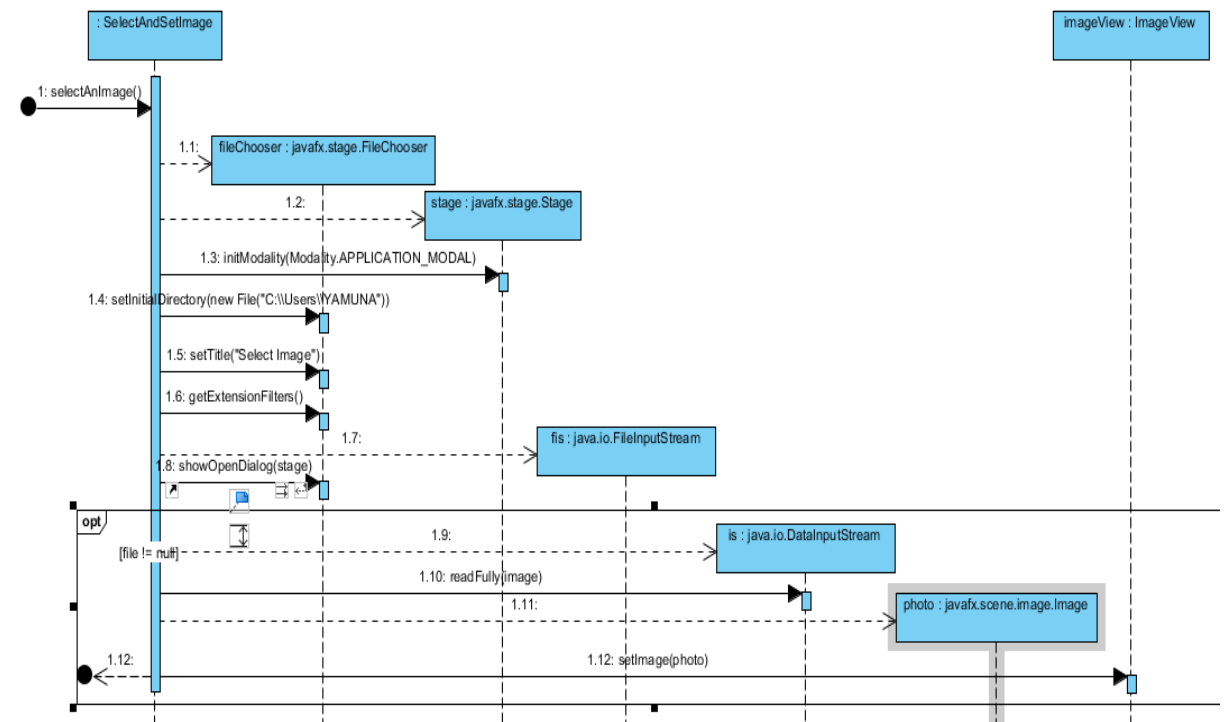 : SelectAndSetImage
imageView : ImageView
1: selectAnImage()
1.1:
fileChooser : javafx.stage.FileChooser
1.2:
stage : javafx.stage.Stage
1.3: initModality(Modality.APPLICATION_MODAL)
1.4: setInitialDirectory(new File("C:\\Users\\YAMUNA"))
1.5: setTitle("Select Image")
1.6: getExtensionFilters()
1.7:
fis : java.io.FileInputStream
1.8: showOpenDialog(stage)
opt
[file != null]
1.9:
is : java.io.DataInputStream
1.10: readFully(image)
1.11:
photo : javafx.scene.image.Image
1.12:
1.12: setImage(photo)